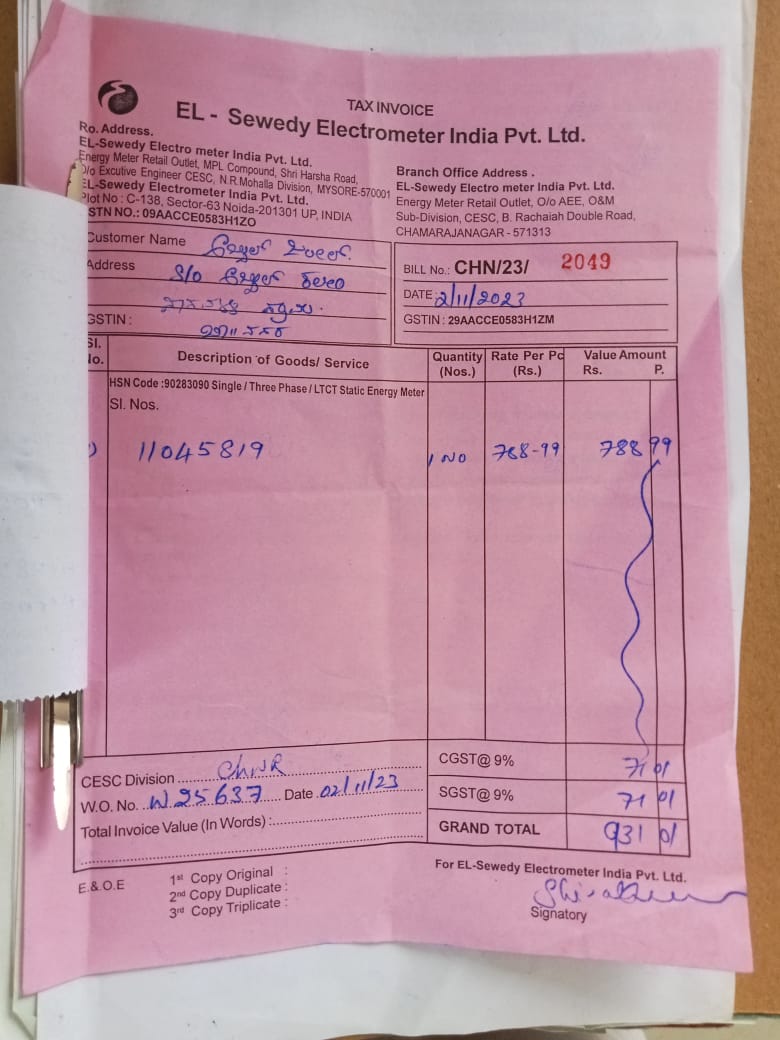 TAX INVOICE
EL - Sewedy Electrometer India Pvt. Ltd.
Ro. Address.
EL-Sewedy Electro meter India Pvt. Ltd.
Energy Meter Retail Outlet, MPL Compound, Shri Harsha Road,
O/o Excutive Engineer CESC, N.R.Mohalla Division, MYSORE-570001
EL-Sewedy Electrometer India Pvt. Ltd.
Plot No : C-138, Sector-63 Noida-201301 UP, INDIA
STN NO.: 09AACCE0583H1ZO
Branch Office Address .
EL-Sewedy Electro meter India Pvt. Ltd.
Energy Meter Retail Outlet, O/o AEE, O&M
Sub-Division, CESC, B. Rachaiah Double Road,
CHAMARAJANAGAR - 571313
Customer Name
Address S/o
GSTIN :
BILL No.: CHN/23/ 2049
DATE : 2/11/2023
GSTIN : 29AACCE0583H1ZM
Sl. No. Description of Goods/ Service Quantity (Nos.) Rate Per Pc (Rs.) Value Amount Rs. P.
HSN Code :90283090 Single / Three Phase / LTCT Static Energy Meter
Sl. Nos.
11045819 1 NO 788-99 788 99
CESC Division CHNR
W.O. No. W 25637 Date 02/11/23
Total Invoice Value (In Words) :
CGST@ 9% 71 01
SGST@ 9% 71 01
GRAND TOTAL 931 01
E.& O.E
1st Copy Original :
2nd Copy Duplicate :
3rd Copy Triplicate :
For EL-Sewedy Electrometer India Pvt. Ltd.
Signatory